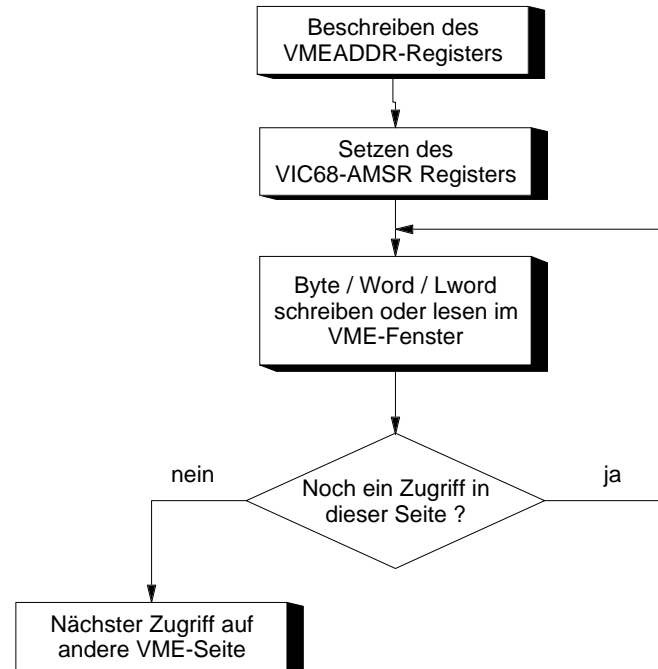 Beschreiben des
VMEADDR-Registers
Setzen des
VIC68-AMSR Registers
Byte / Word / Lword
schreiben oder lesen im
VME-Fenster
nein
ja
Noch ein Zugriff in
dieser Seite ?
Nächster Zugriff auf
andere VME-Seite